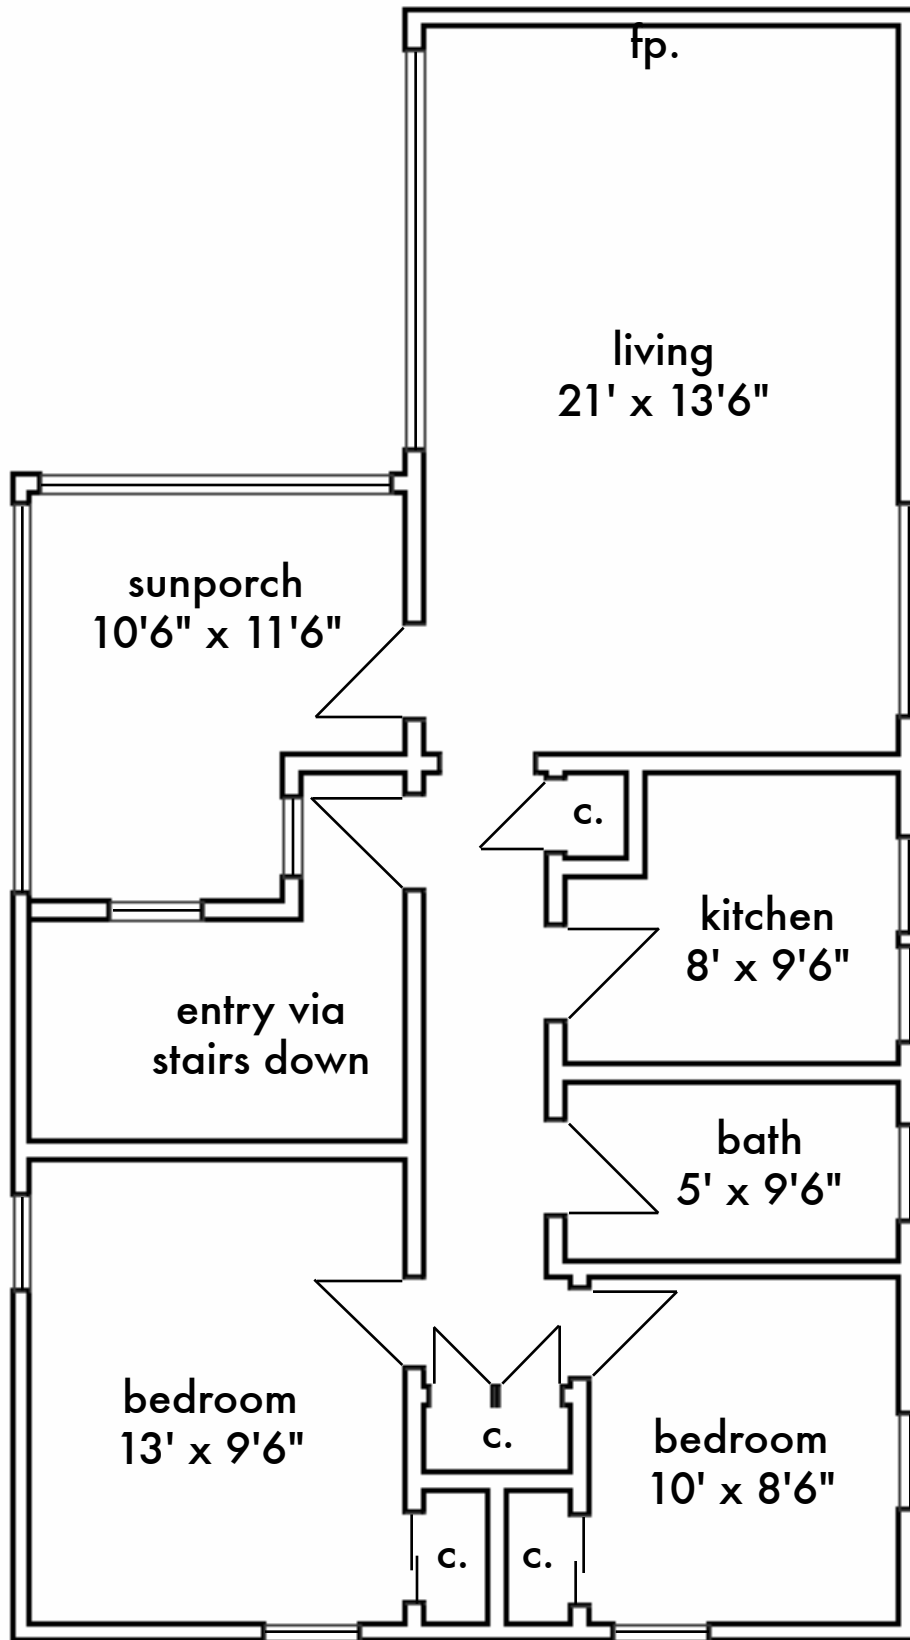 fp.
living
21' x 13'6"
sunporch
10'6" x 11'6"
c.
kitchen
8' x 9'6"
entry via
stairs down
bath
5' x 9'6"
bedroom
13' x 9'6"
c.
bedroom
10' x 8'6"
c.
c.